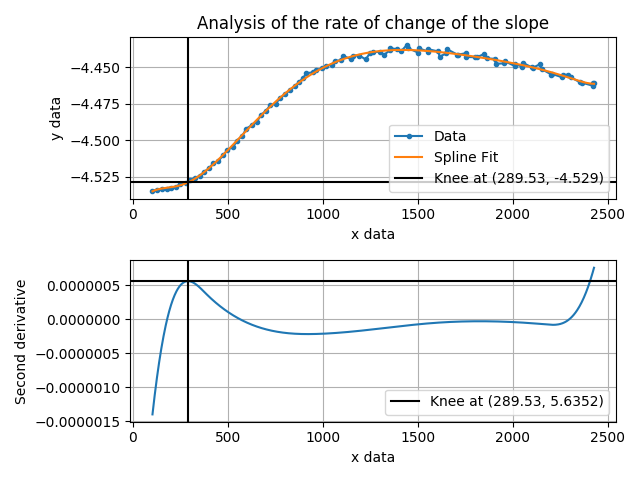 Analysis of the rate of change of the slope
y data
−4.450
−4.475
−4.500
−4.525
Data
Spline Fit
Knee at (289.53, -4.529)
0 500 1000 1500 2000 2500
x data
Second derivative
0.0000005
0.0000000
−0.0000005
−0.0000010
−0.0000015
Knee at (289.53, 5.6352)
0 500 1000 1500 2000 2500
x data